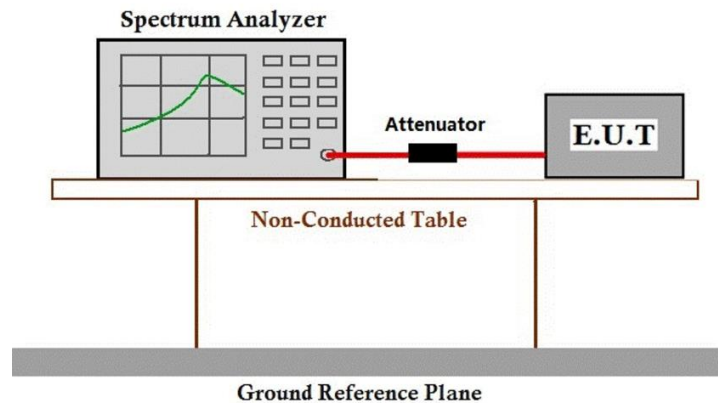 Spectrum Analyzer
Attenuator
E.U.T
Non-Conducted Table
Ground Reference Plane